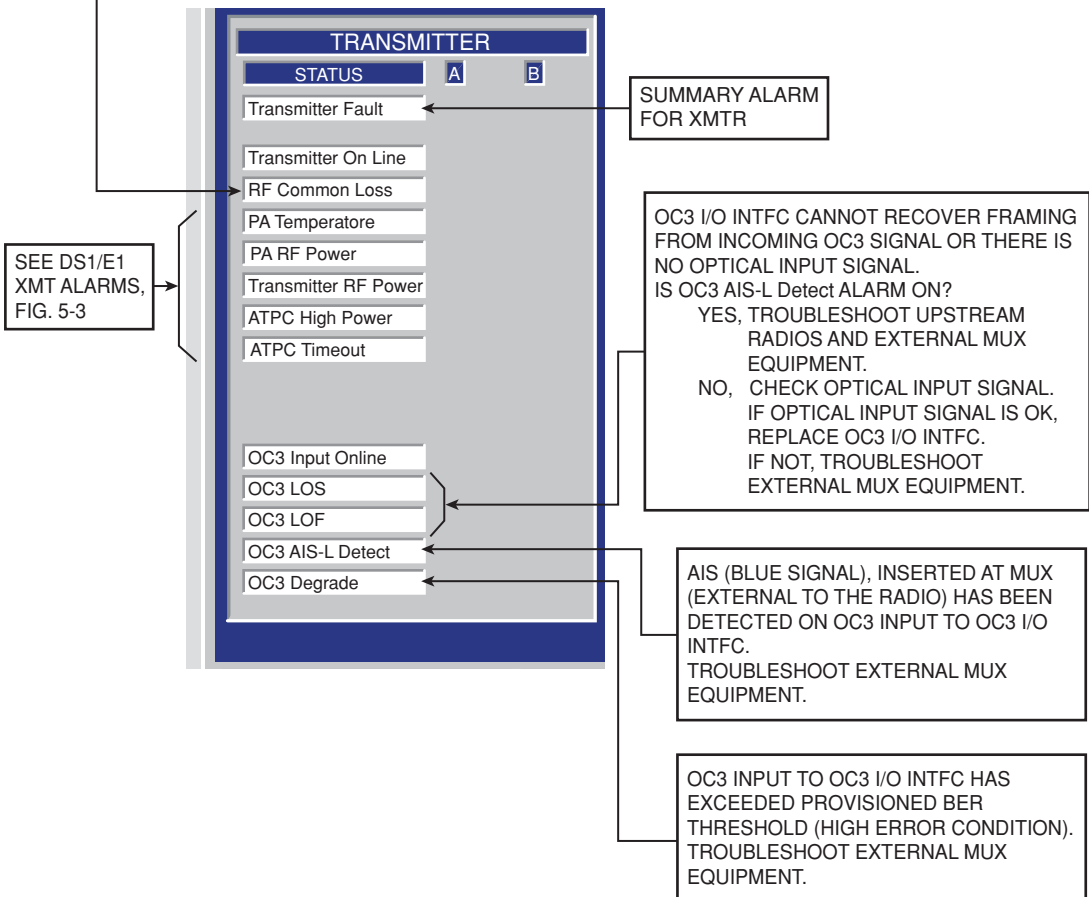 TRANSMITTER
STATUS A B
Transmitter Fault
Transmitter On Line
RF Common Loss
PA Temperatore
PA RF Power
Transmitter RF Power
ATPC High Power
ATPC Timeout
OC3 Input Online
OC3 LOS
OC3 LOF
OC3 AIS-L Detect
OC3 Degrade
SEE DS1/E1
XMT ALARMS,
FIG. 5-3
SUMMARY ALARM
FOR XMTR
OC3 I/O INTFC CANNOT RECOVER FRAMING
FROM INCOMING OC3 SIGNAL OR THERE IS
NO OPTICAL INPUT SIGNAL.
IS OC3 AIS-L Detect ALARM ON?
YES, TROUBLESHOOT UPSTREAM
RADIOS AND EXTERNAL MUX
EQUIPMENT.
NO, CHECK OPTICAL INPUT SIGNAL.
IF OPTICAL INPUT SIGNAL IS OK,
REPLACE OC3 I/O INTFC.
IF NOT, TROUBLESHOOT
EXTERNAL MUX EQUIPMENT.
AIS (BLUE SIGNAL), INSERTED AT MUX
(EXTERNAL TO THE RADIO) HAS BEEN
DETECTED ON OC3 INPUT TO OC3 I/O
INTFC.
TROUBLESHOOT EXTERNAL MUX
EQUIPMENT.
OC3 INPUT TO OC3 I/O INTFC HAS
EXCEEDED PROVISIONED BER
THRESHOLD (HIGH ERROR CONDITION).
TROUBLESHOOT EXTERNAL MUX
EQUIPMENT.